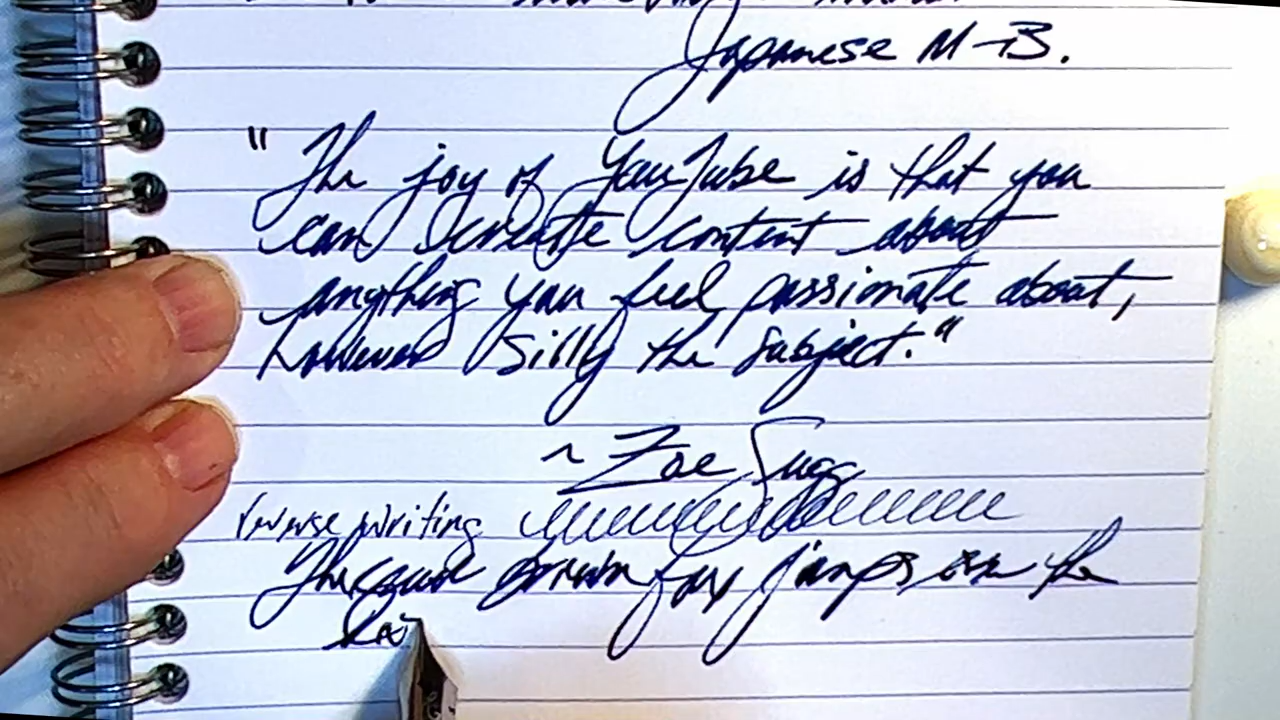 Japanese M-B.
"The joy of YouTube is that you
can create content about
anything you feel passionate about,
however silly the subject."
~ Zoe Sugg
reverse writing
The quick brown fox jumps over the